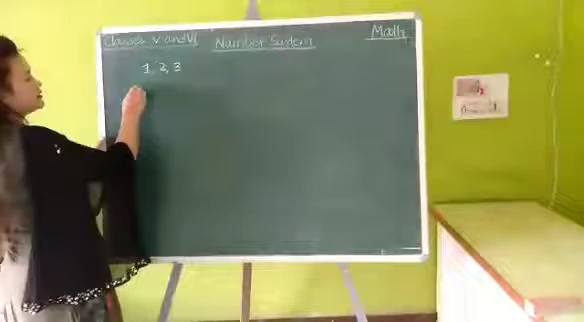 Classes V and VI Number System Math
1, 2, 3